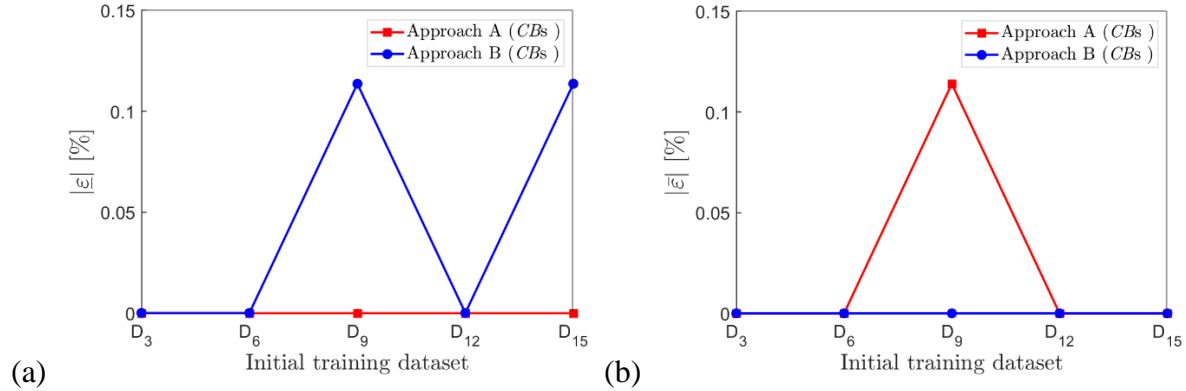 0.15
0.1
0.05
0
|ε̲| [%]
Approach A (CBs )
Approach B (CBs )
D3 D6 D9 D12 D15
Initial training dataset
(a)
0.15
0.1
0.05
0
|ε̄| [%]
Approach A (CBs )
Approach B (CBs )
D3 D6 D9 D12 D15
Initial training dataset
(b)